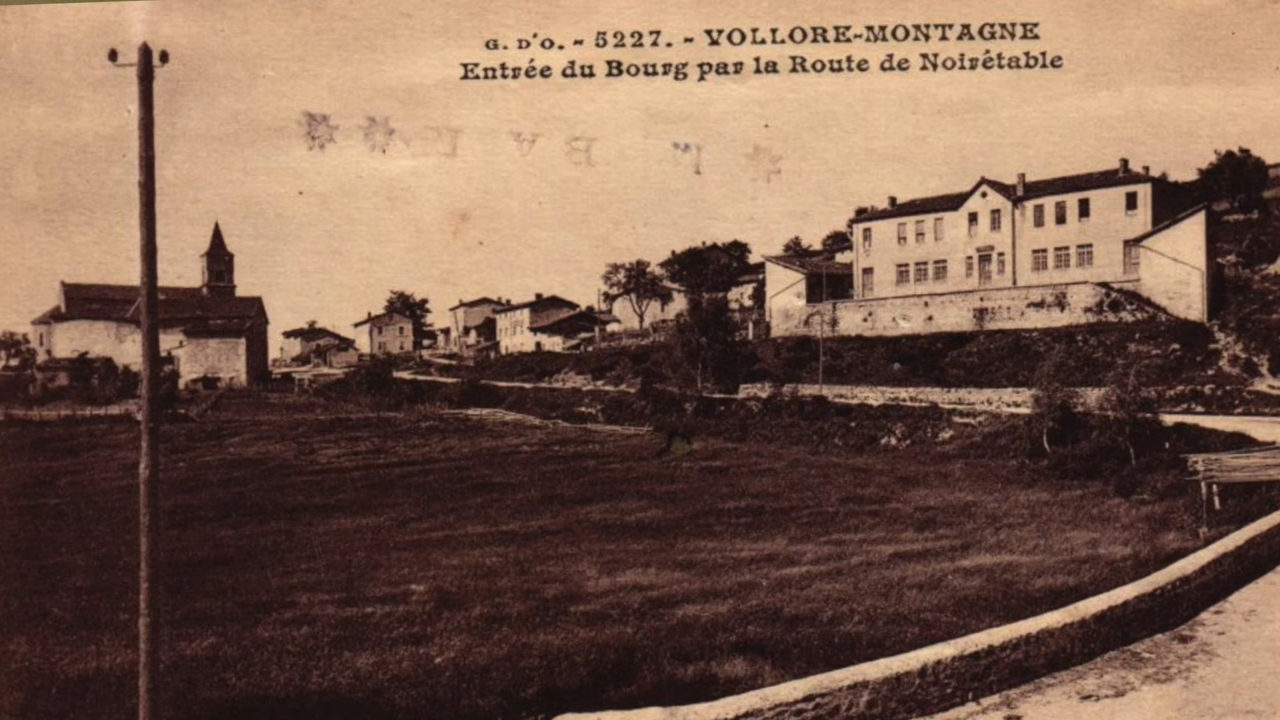 G. D'O. - 5227. - VOLLORE-MONTAGNE
Entrée du Bourg par la Route de Noirétable